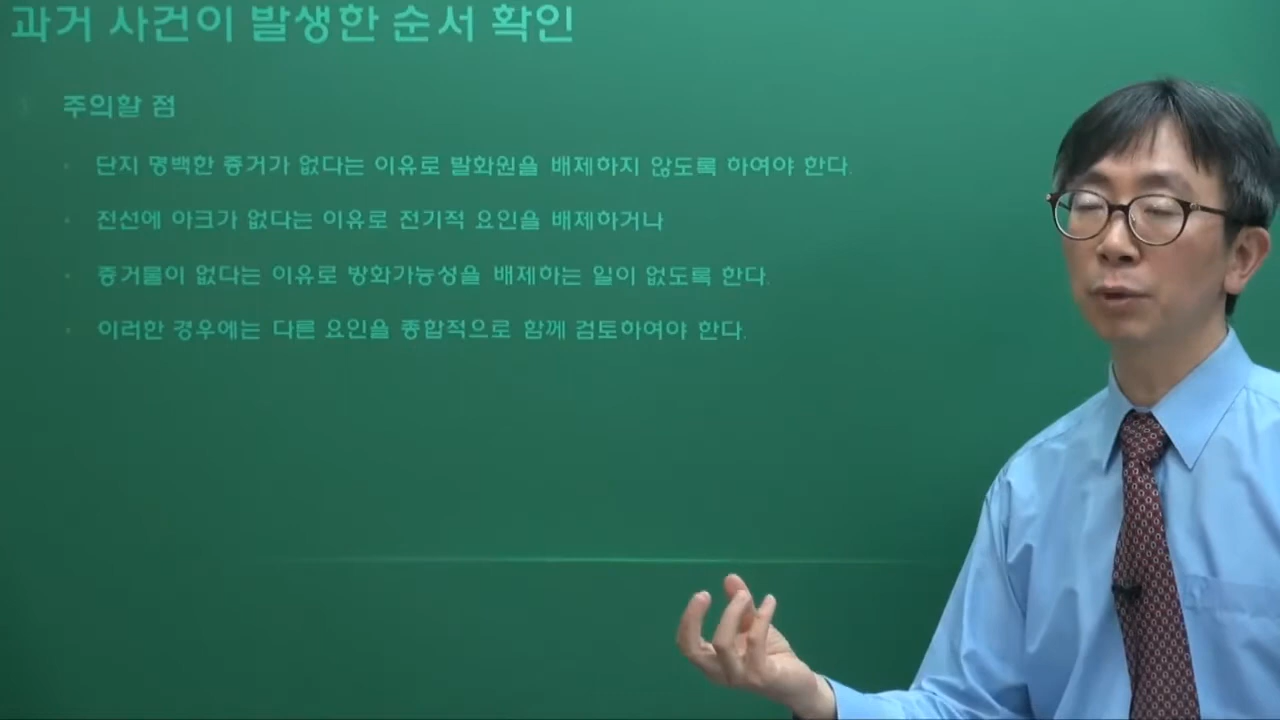 과거 사건이 발생한 순서 확인
주의할 점
단지 명백한 증거가 없다는 이유로 발화원을 배제하지 않도록 하여야 한다.
전선에 아크가 없다는 이유로 전기적 요인을 배제하거나
증거물이 없다는 이유로 방화가능성을 배제하는 일이 없도록 한다.
이러한 경우에는 다른 요인을 종합적으로 함께 검토하여야 한다.